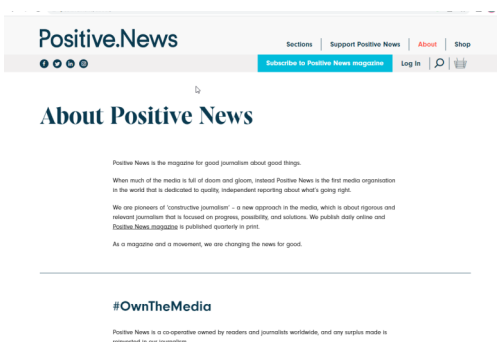 Positive.News
Sections
Support Positive News
About
Shop
Subscribe to Positive News magazine
Log in
About Positive News
Positive News is the magazine for good journalism about good things.
When much of the media is full of doom and gloom, instead Positive News is the first media organisation
in the world that is dedicated to quality, independent reporting about what's going right.
We are pioneers of 'constructive journalism' – a new approach in the media, which is about rigorous and
relevant journalism that is focused on progress, possibility, and solutions. We publish daily online and
Positive News magazine is published quarterly in print.
As a magazine and a movement, we are changing the news for good.
#OwnTheMedia
Positive News is a co-operative owned by readers and journalists worldwide, and any surplus made is
reinvested in our journalism.